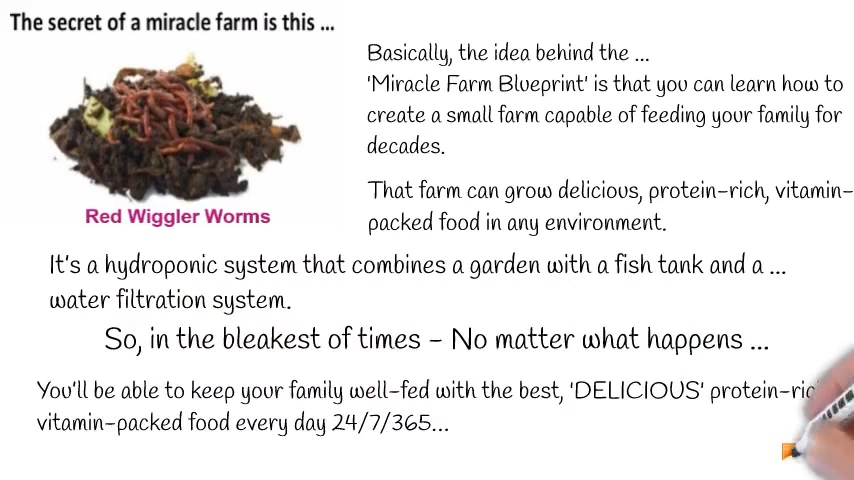 The secret of a miracle farm is this ...
Red Wiggler Worms
Basically, the idea behind the ...
'Miracle Farm Blueprint' is that you can learn how to
create a small farm capable of feeding your family for
decades.
That farm can grow delicious, protein-rich, vitamin-
packed food in any environment.
It's a hydroponic system that combines a garden with a fish tank and a ...
water filtration system.
So, in the bleakest of times - No matter what happens ...
You'll be able to keep your family well-fed with the best, 'DELICIOUS'
vitamin-packed food every day 24/7/365...